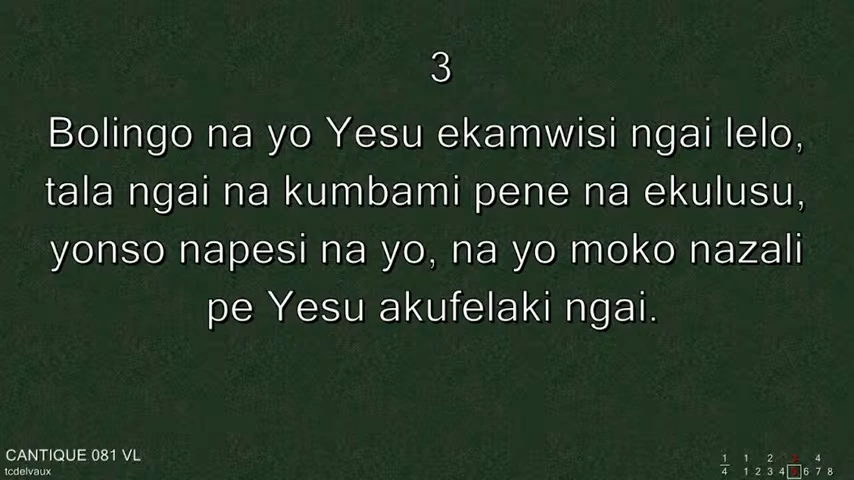 3
Bolingo na yo Yesu ekamwisi ngai lelo,
tala ngai na kumbami pene na ekulusu,
yonso napesi na yo, na yo moko nazali
pe Yesu akufelaki ngai.
CANTIQUE 081 VL
tcdelvaux
1 1 2 3 4
4 1 2 3 4 5 6 7 8